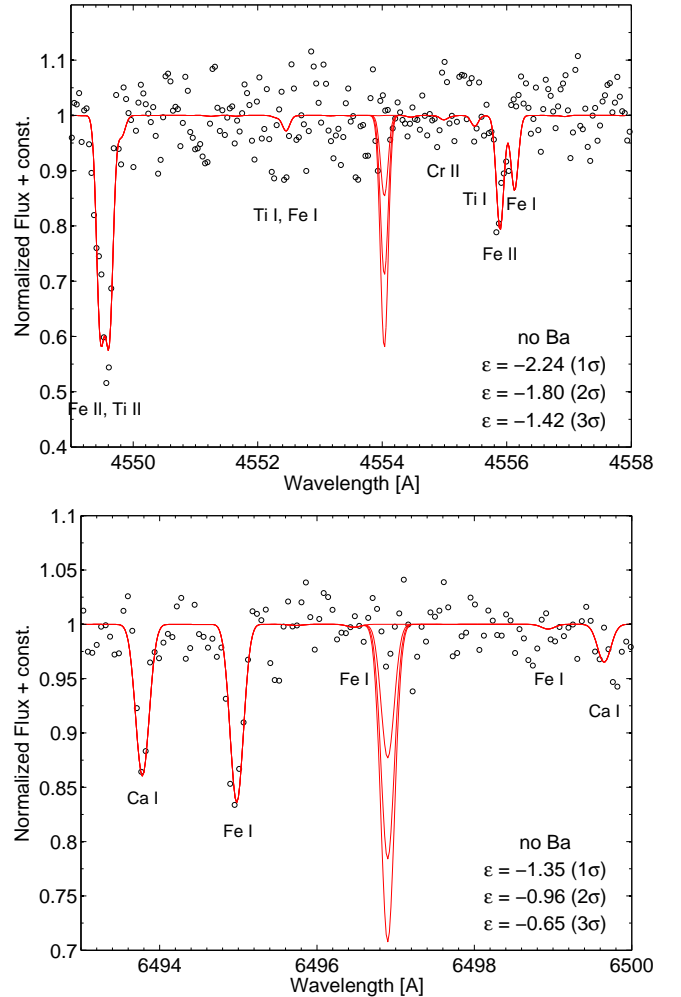 1.1
1
0.9
0.8
0.7
0.6
0.5
0.4
Normalized Flux + const.
Ti I, Fe I
Cr II
Ti I
Fe I
Fe II
Fe II, Ti II
no Ba
ε = −2.24 (1σ)
ε = −1.80 (2σ)
ε = −1.42 (3σ)
4550 4552 4554 4556 4558
Wavelength [A]
1.1
1.05
1
0.95
0.9
0.85
0.8
0.75
0.7
Normalized Flux + const.
Fe I
Fe I
Ca I
Ca I
Fe I
no Ba
ε = −1.35 (1σ)
ε = −0.96 (2σ)
ε = −0.65 (3σ)
6494 6496 6498 6500
Wavelength [A]